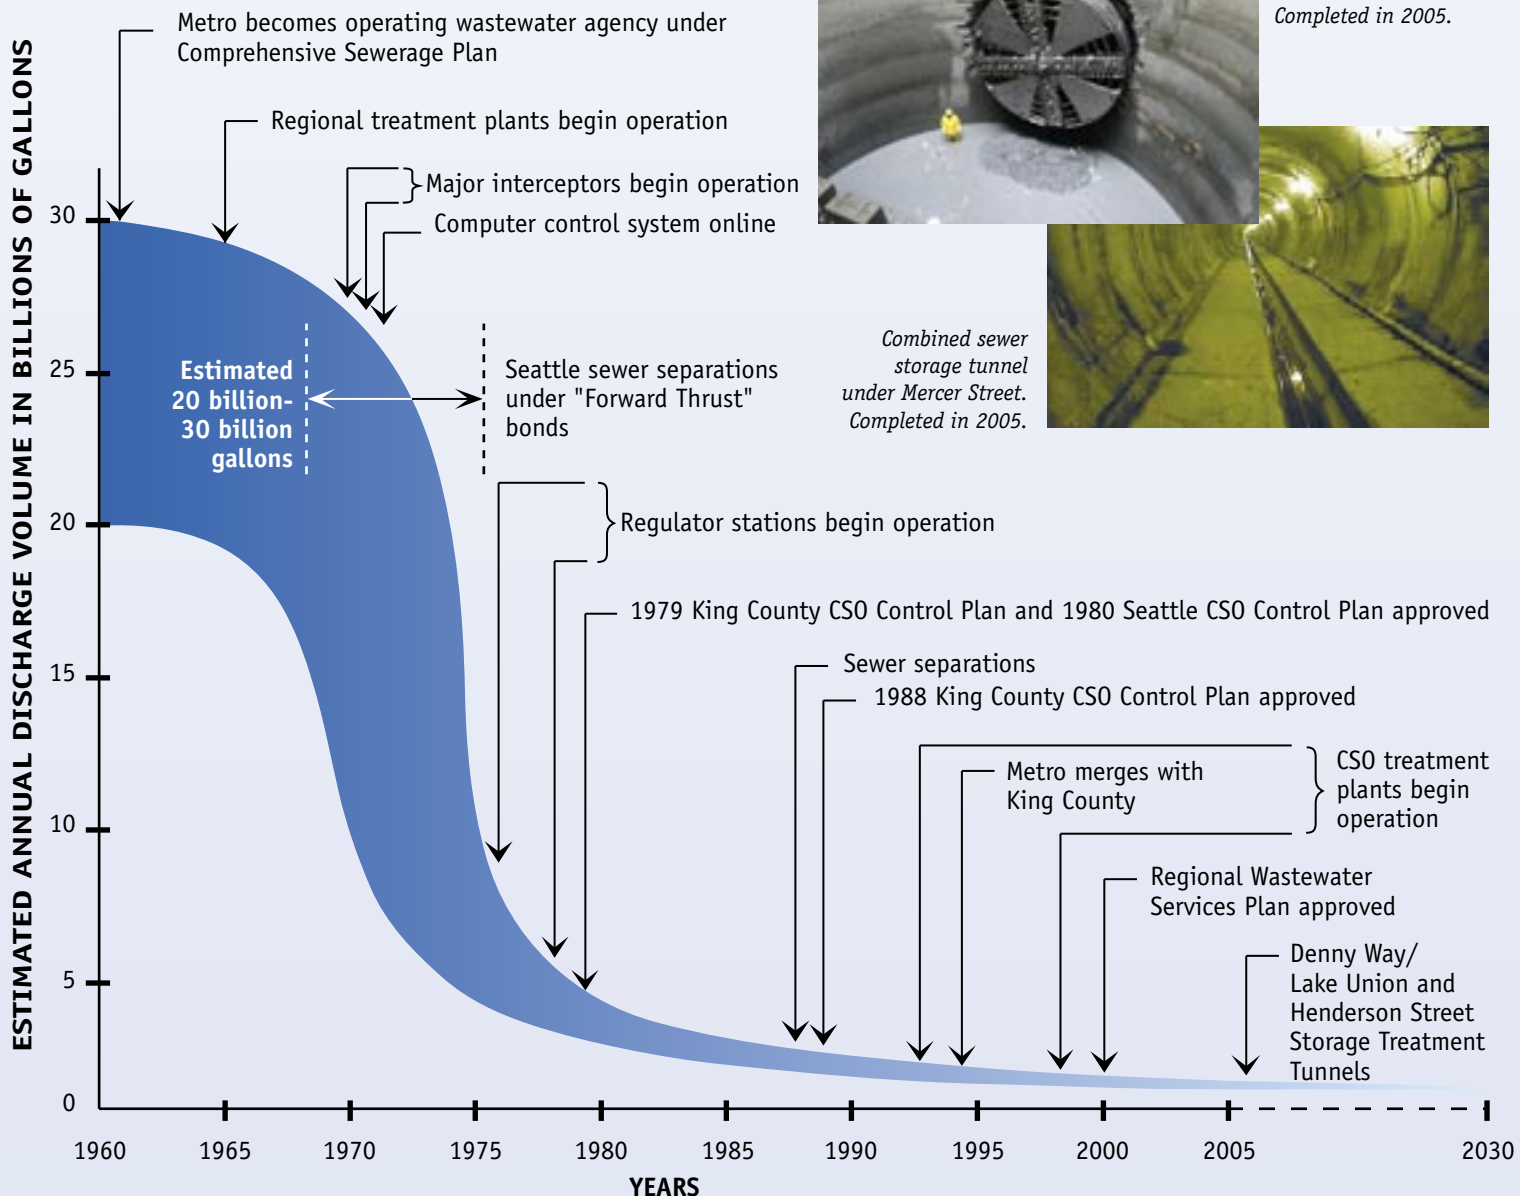 Metro becomes operating wastewater agency under
Comprehensive Sewerage Plan
Completed in 2005.
Regional treatment plants begin operation
Major interceptors begin operation
Computer control system online
Combined sewer
storage tunnel
under Mercer Street.
Completed in 2005.
Estimated
20 billion-
30 billion
gallons
Seattle sewer separations
under "Forward Thrust"
bonds
Regulator stations begin operation
1979 King County CSO Control Plan and 1980 Seattle CSO Control Plan approved
Sewer separations
1988 King County CSO Control Plan approved
Metro merges with
King County
CSO treatment
plants begin
operation
Regional Wastewater
Services Plan approved
Denny Way/
Lake Union and
Henderson Street
Storage Treatment
Tunnels
ESTIMATED ANNUAL DISCHARGE VOLUME IN BILLIONS OF GALLONS
30
25
20
15
10
5
0
1960 1965 1970 1975 1980 1985 1990 1995 2000 2005 2030
YEARS